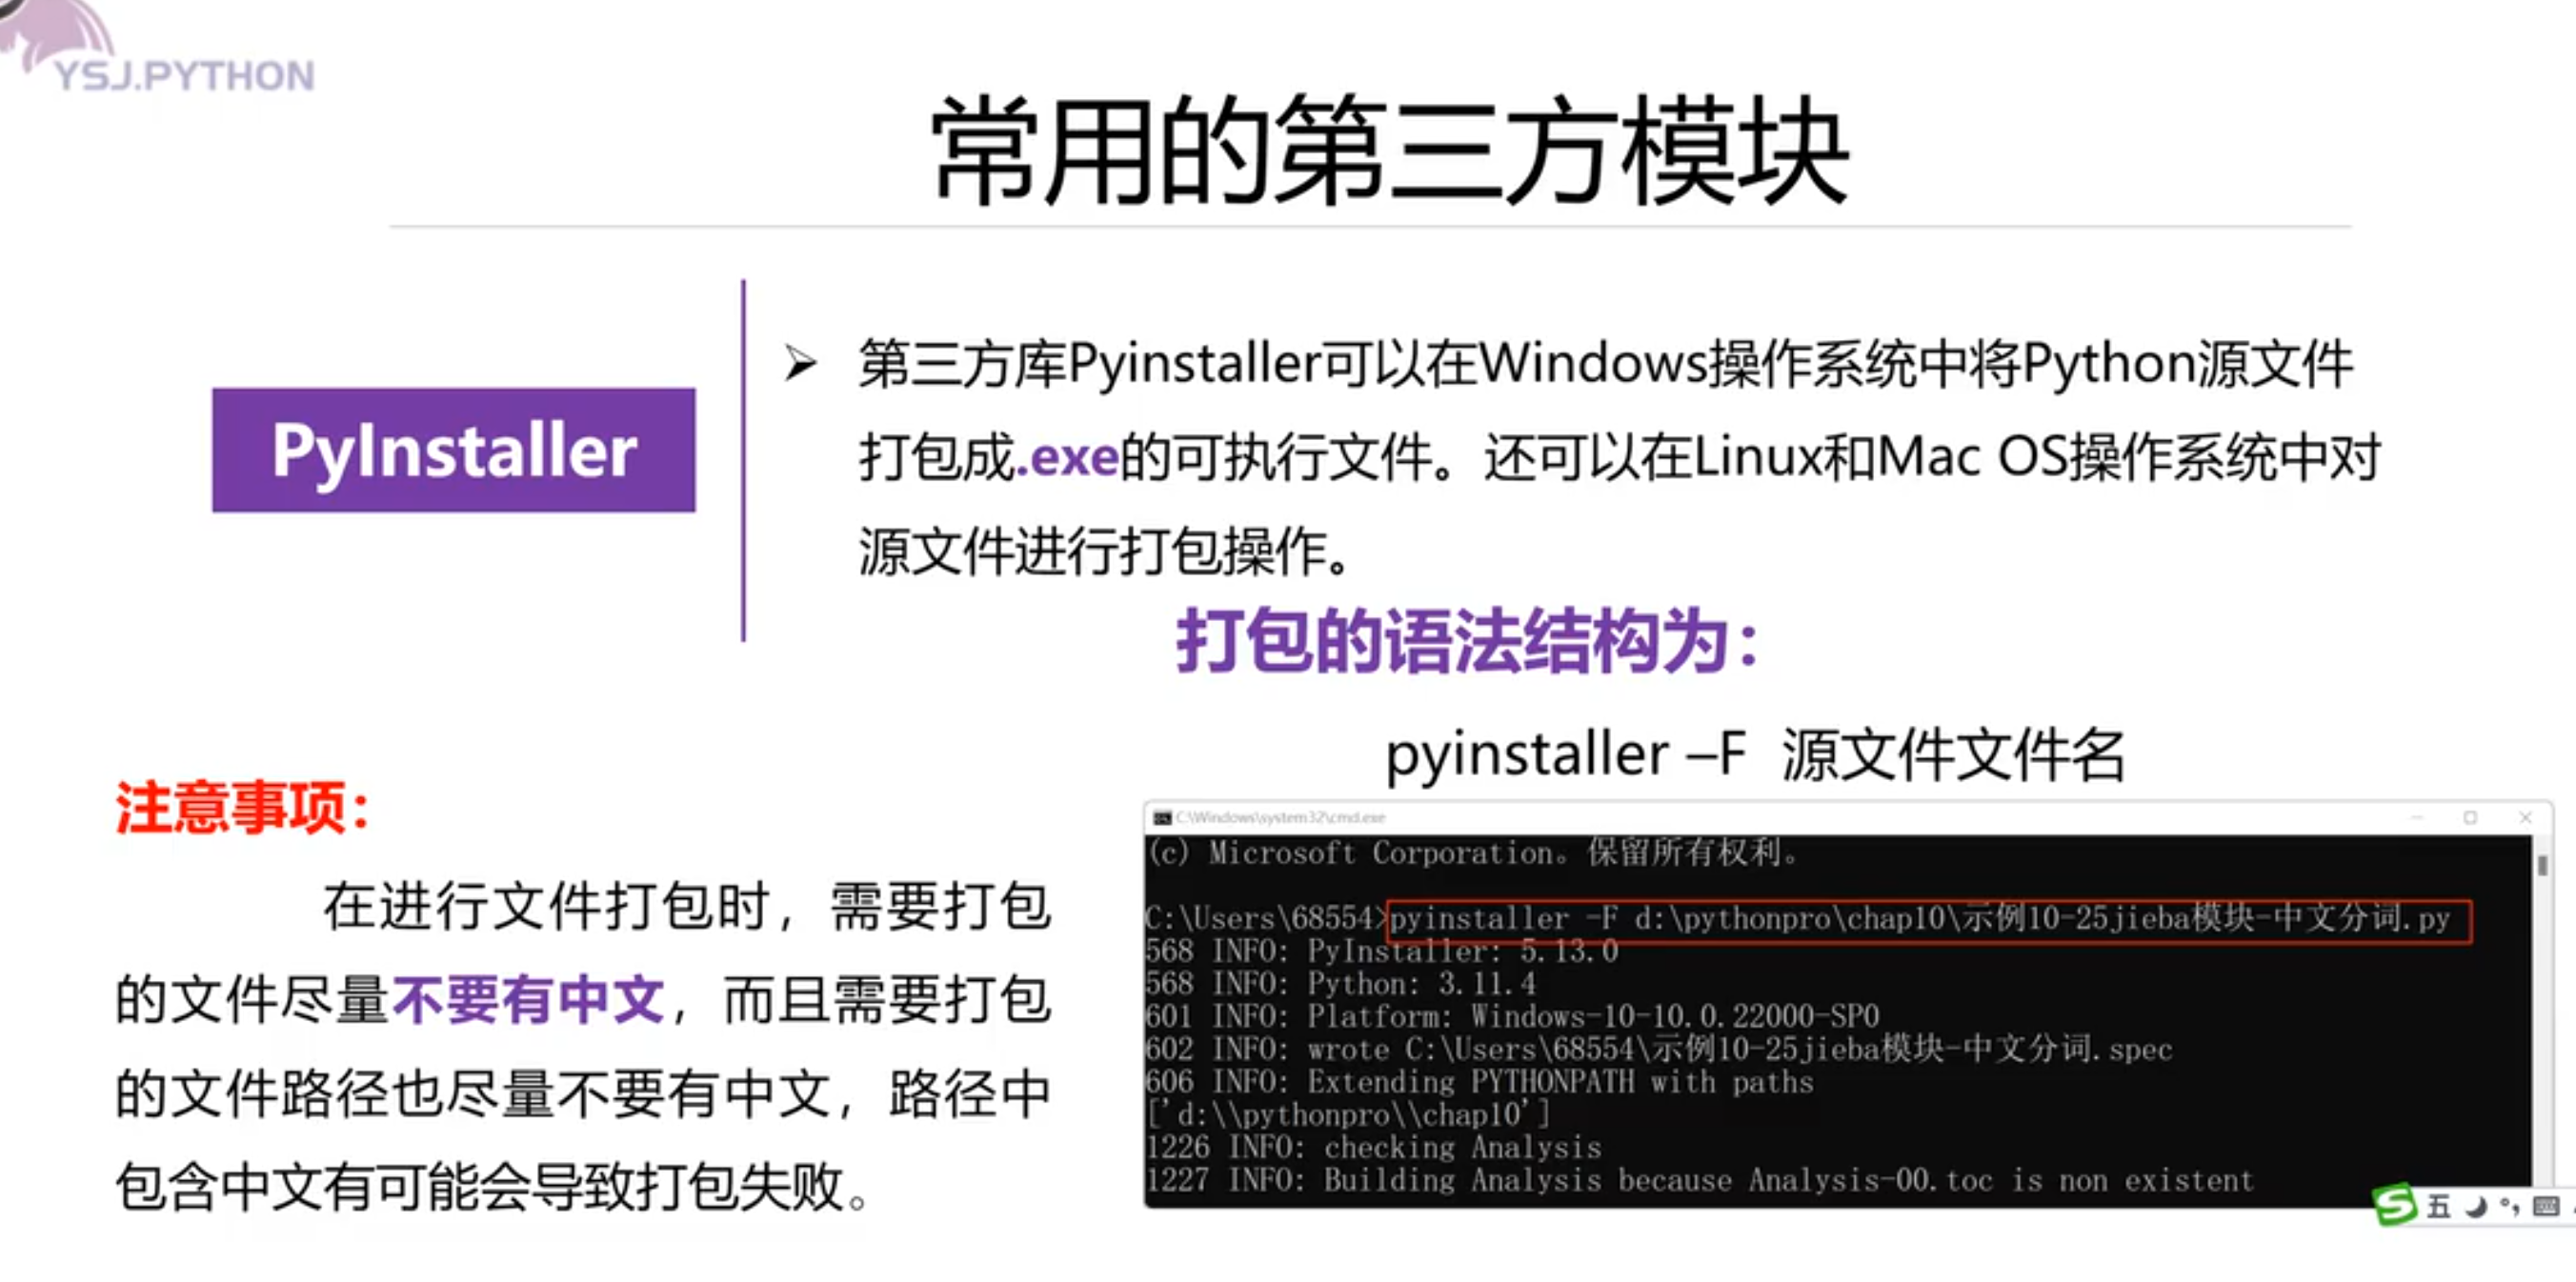 YSJ.PYTHON
常用的第三方模块
PyInstaller
第三方库Pyinstaller可以在Windows操作系统中将Python源文件
打包成.exe的可执行文件。还可以在Linux和Mac OS操作系统中对
源文件进行打包操作。
打包的语法结构为：
pyinstaller –F 源文件文件名
注意事项：
在进行文件打包时，需要打包
的文件尽量不要有中文，而且需要打包
的文件路径也尽量不要有中文，路径中
包含中文有可能会导致打包失败。
C:\Windows\system32\cmd.exe
(c) Microsoft Corporation。保留所有权利。
C:\Users\68554>pyinstaller -F d:\pythonpro\chap10\示例10-25jieba模块-中文分词.py
568 INFO: PyInstaller: 5.13.0
568 INFO: Python: 3.11.4
601 INFO: Platform: Windows-10-10.0.22000-SP0
602 INFO: wrote C:\Users\68554\示例10-25jieba模块-中文分词.spec
606 INFO: Extending PYTHONPATH with paths
['d:\\pythonpro\\chap10']
1226 INFO: checking Analysis
1227 INFO: Building Analysis because Analysis-00.toc is non existent
五